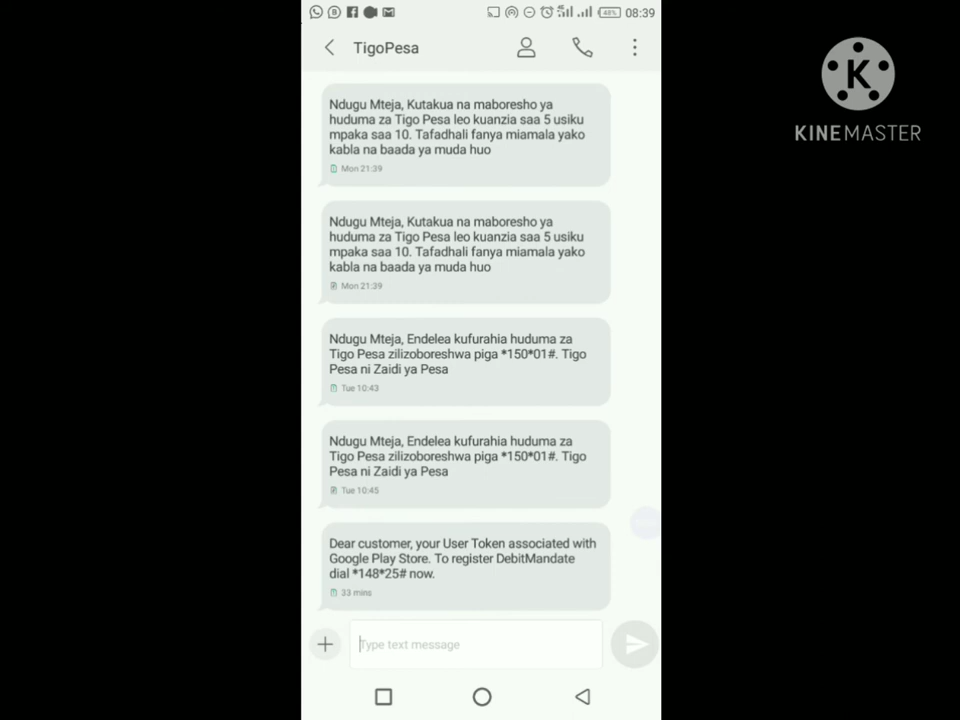 48%
08:39
TigoPesa
KINEMASTER
Ndugu Mteja, Kutakua na maboresho ya
huduma za Tigo Pesa leo kuanzia saa 5 usiku
mpaka saa 10. Tafadhali fanya miamala yako
kabla na baada ya muda huo
Mon 21:39
Ndugu Mteja, Kutakua na maboresho ya
huduma za Tigo Pesa leo kuanzia saa 5 usiku
mpaka saa 10. Tafadhali fanya miamala yako
kabla na baada ya muda huo
Mon 21:39
Ndugu Mteja, Endelea kufurahia huduma za
Tigo Pesa zilizoboreshwa piga *150*01#. Tigo
Pesa ni Zaidi ya Pesa
Tue 10:43
Ndugu Mteja, Endelea kufurahia huduma za
Tigo Pesa zilizoboreshwa piga *150*01#. Tigo
Pesa ni Zaidi ya Pesa
Tue 10:45
Dear customer, your User Token associated with
Google Play Store. To register DebitMandate
dial *148*25# now.
33 mins
Type text message